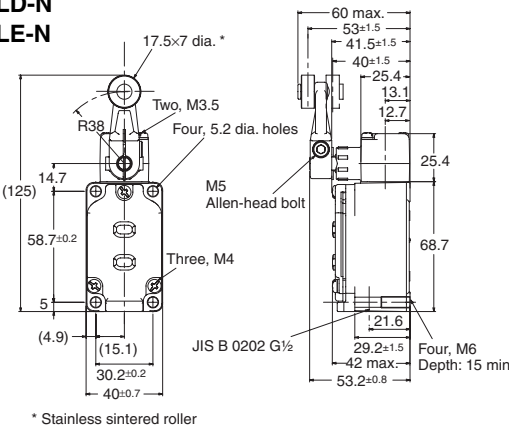 LD-N
LE-N
17.5×7 dia. *
Two, M3.5
R38
Four, 5.2 dia. holes
14.7
(125)
58.7±0.2
Three, M4
5
(4.9)
(15.1)
30.2±0.2
40±0.7
* Stainless sintered roller
60 max.
53±1.5
41.5±1.5
40±1.5
25.4
13.1
12.7
25.4
M5
Allen-head bolt
68.7
JIS B 0202 G½
21.6
29.2±1.5
42 max.
53.2±0.8
Four, M6
Depth: 15 min